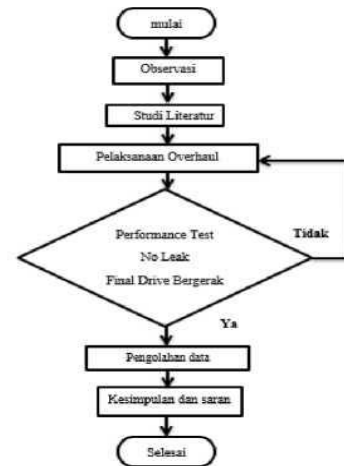 mulai
Observasi
Studi Literatur
Pelaksanaan Overhaul
Performance Test
No Leak
Final Drive Bergerak
Tidak
Ya
Pengolahan data
Kesimpulan dan saran
Selesai